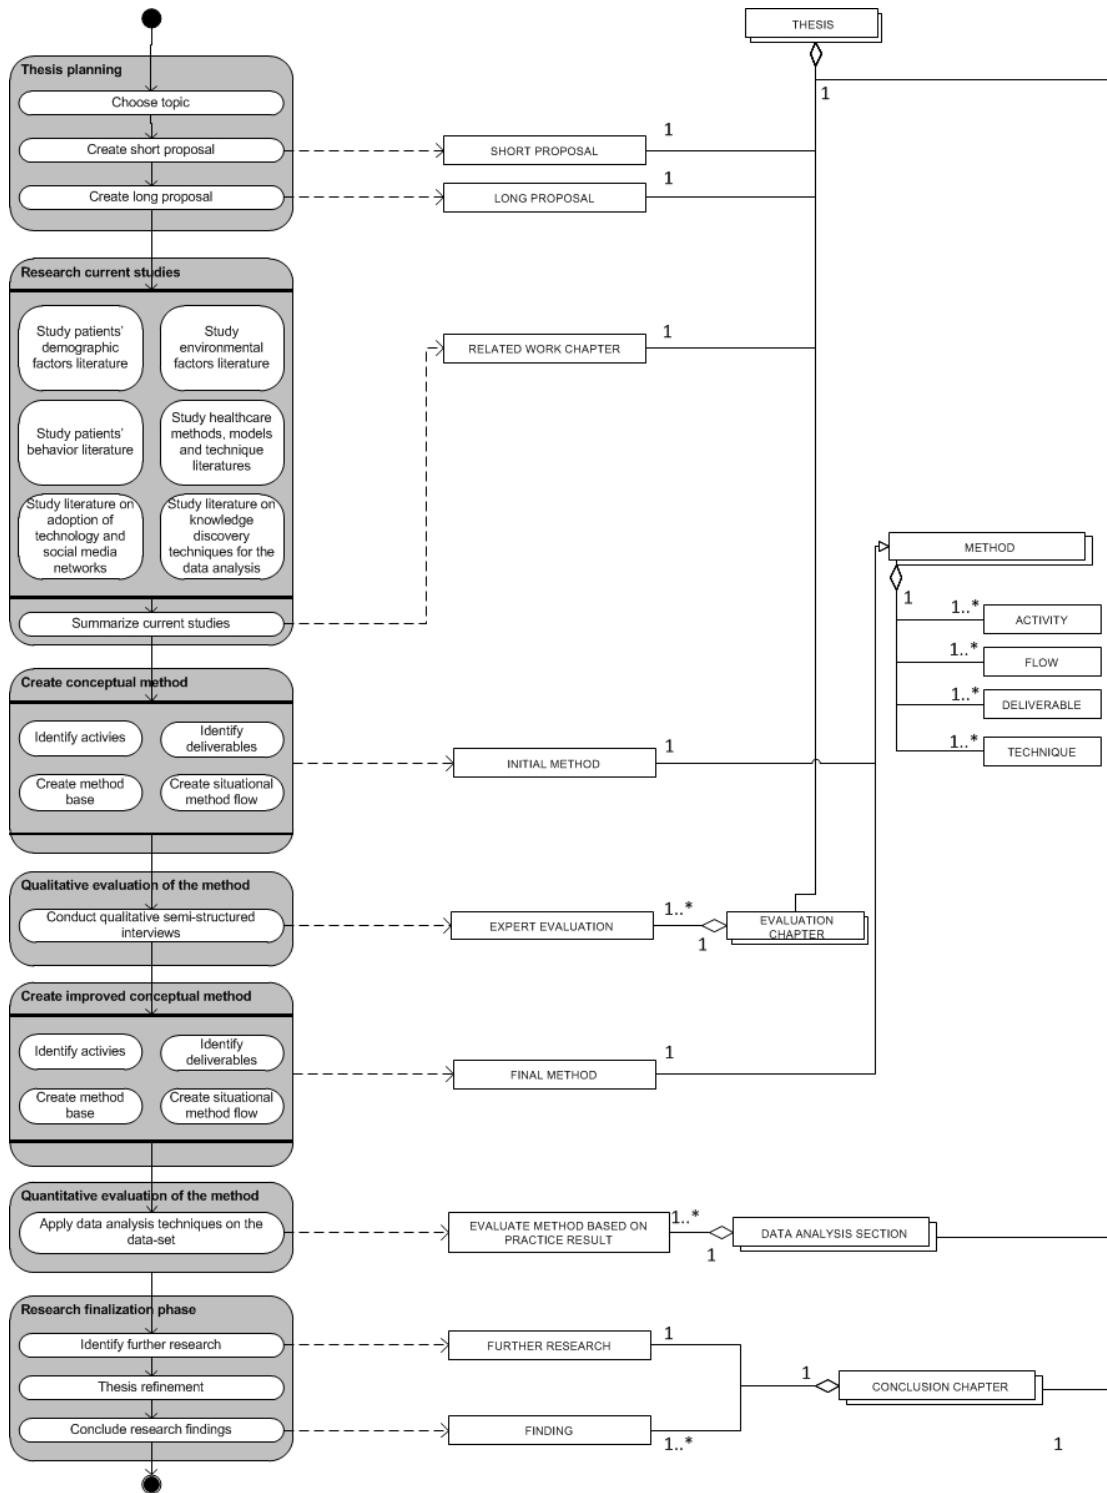 THESIS
Thesis planning
1
Choose topic
Create short proposal
SHORT PROPOSAL
1
Create long proposal
LONG PROPOSAL
1
Research current studies
Study patients'
demographic
factors literature
Study
environmental
factors literature
RELATED WORK CHAPTER
1
Study patients'
behavior literature
Study healthcare
methods, models
and technique
literatures
Study literature on
adoption of
technology and
social media
networks
Study literature on
knowledge
discovery
techniques for the
data analysis
METHOD
1
1..*
ACTIVITY
Summarize current studies
1..*
FLOW
1..*
DELIVERABLE
1..*
TECHNIQUE
Create conceptual method
Identify activies
Identify
deliverables
INITIAL METHOD
1
Create method
base
Create situational
method flow
Qualitative evaluation of the method
Conduct qualitative semi-structured
interviews
EXPERT EVALUATION
1..*
1
EVALUATION
CHAPTER
Create improved conceptual method
Identify activies
Identify
deliverables
FINAL METHOD
1
Create method
base
Create situational
method flow
Quantitative evaluation of the method
Apply data analysis techniques on the
data-set
EVALUATE METHOD BASED ON
PRACTICE RESULT
1..*
1
DATA ANALYSIS SECTION
Research finalization phase
Identify further research
FURTHER RESEARCH
1
Thesis refinement
1
CONCLUSION CHAPTER
Conclude research findings
FINDING
1..*
1